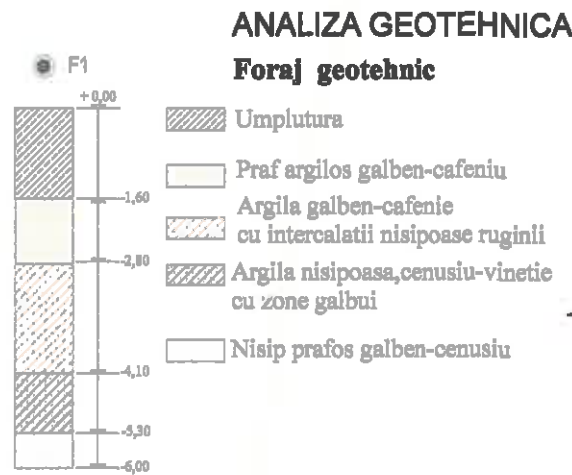 ANALIZA GEOTEHNICA
F1
Foraj geotehnic
+0,00
Umplutura
Praf argilos galben-cafeniu
-1,60
Argila galben-cafenie
cu intercalatii nisipoase ruginii
-2,80
Argila nisipoasa,cenusiu-vinetie
cu zone galbui
Nisip prafos galben-cenusiu
-4,10
-5,30
-6,00